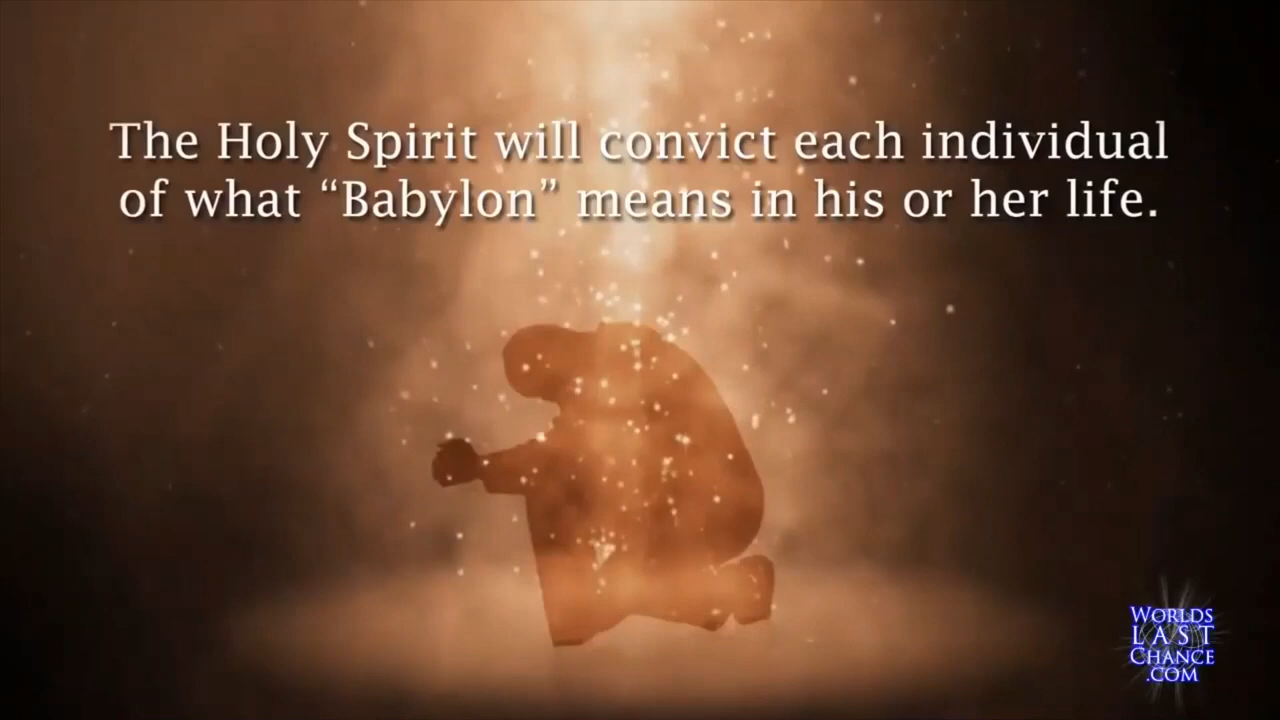 The Holy Spirit will convict each individual
of what “Babylon” means in his or her life.
WORLDS
LAST
CHANCE
.COM